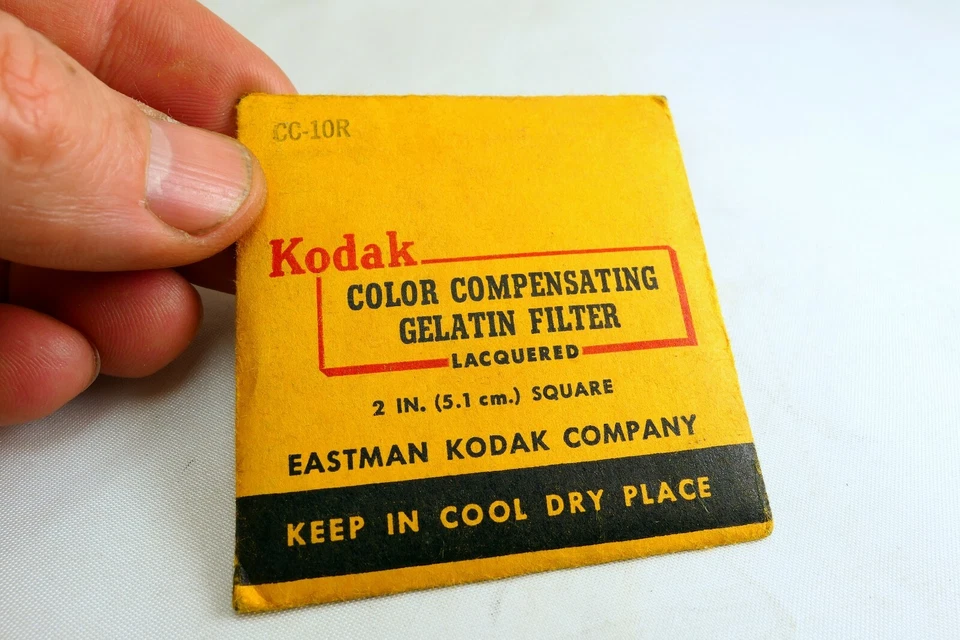 CC-10R
Kodak
COLOR COMPENSATING
GELATIN FILTER
LACQUERED
2 IN. (5.1 cm.) SQUARE
EASTMAN KODAK COMPANY
KEEP IN COOL DRY PLACE